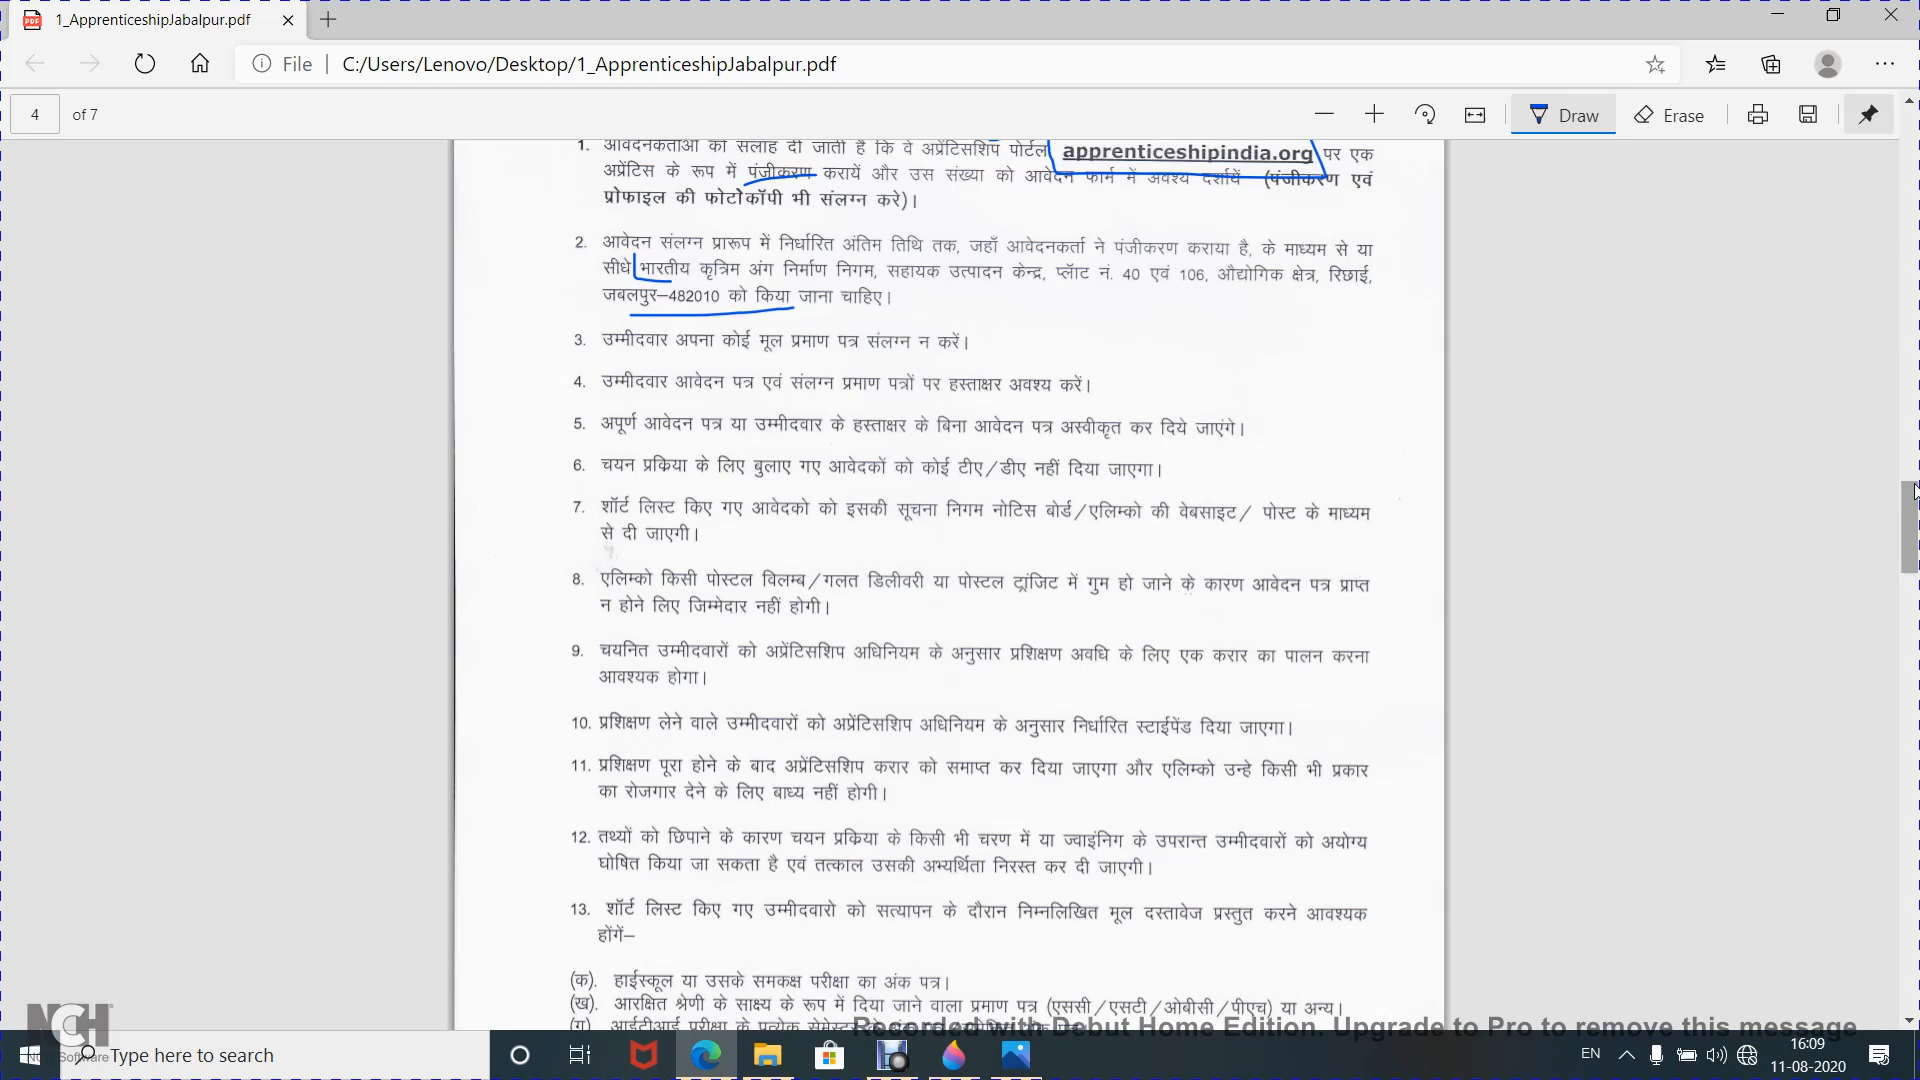 1_ApprenticeshipJabalpur.pdf
File
C:/Users/Lenovo/Desktop/1_ApprenticeshipJabalpur.pdf
4 of 7
Draw
Erase
1. आवेदनकर्ताओं को सलाह दी जाती है कि वे अप्रेंटिसशिप पोर्टल apprenticeshipindia.org पर एक
अप्रेंटिस के रूप में पंजीकरण करायें और उस संख्या को आवेदन फार्म में अवश्य दर्शायें (पंजीकरण एवं
प्रोफाइल की फोटोकॉपी भी संलग्न करे)।
2. आवेदन संलग्न प्रारूप में निर्धारित अंतिम तिथि तक, जहाँ आवेदनकर्ता ने पंजीकरण कराया है, के माध्यम से या
सीधे भारतीय कृत्रिम अंग निर्माण निगम, सहायक उत्पादन केन्द्र, प्लॅाट नं. 40 एवं 106, औद्योगिक क्षेत्र, रिछाई,
जबलपुर–482010 को किया जाना चाहिए।
3. उम्मीदवार अपना कोई मूल प्रमाण पत्र संलग्न न करें।
4. उम्मीदवार आवेदन पत्र एवं संलग्न प्रमाण पत्रों पर हस्ताक्षर अवश्य करें।
5. अपूर्ण आवेदन पत्र या उम्मीदवार के हस्ताक्षर के बिना आवेदन पत्र अस्वीकृत कर दिये जाएंगे।
6. चयन प्रक्रिया के लिए बुलाए गए आवेदकों को कोई टीए/डीए नहीं दिया जाएगा।
7. शॉर्ट लिस्ट किए गए आवेदको को इसकी सूचना निगम नोटिस बोर्ड/एलिम्को की वेबसाइट/ पोस्ट के माध्यम
से दी जाएगी।
8. एलिम्को किसी पोस्टल विलम्ब/गलत डिलीवरी या पोस्टल ट्रांजिट में गुम हो जाने के कारण आवेदन पत्र प्राप्त
न होने लिए जिम्मेदार नहीं होगी।
9. चयनित उम्मीदवारों को अप्रेंटिसशिप अधिनियम के अनुसार प्रशिक्षण अवधि के लिए एक करार का पालन करना
आवश्यक होगा।
10. प्रशिक्षण लेने वाले उम्मीदवारों को अप्रेंटिसशिप अधिनियम के अनुसार निर्धारित स्टाईपेंड दिया जाएगा।
11. प्रशिक्षण पूरा होने के बाद अप्रेंटिसशिप करार को समाप्त कर दिया जाएगा और एलिम्को उन्हे किसी भी प्रकार
का रोजगार देने के लिए बाध्य नहीं होगी।
12. तथ्यों को छिपाने के कारण चयन प्रक्रिया के किसी भी चरण में या ज्वाइंनिग के उपरान्त उम्मीदवारों को अयोग्य
घोषित किया जा सकता है एवं तत्काल उसकी अभ्यर्थिता निरस्त कर दी जाएगी।
13. शॉर्ट लिस्ट किए गए उम्मीदवारो को सत्यापन के दौरान निम्नलिखित मूल दस्तावेज प्रस्तुत करने आवश्यक
होंगें–
(क). हाईस्कूल या उसके समकक्ष परीक्षा का अंक पत्र।
(ख). आरक्षित श्रेणी के साक्ष्य के रूप में दिया जाने वाला प्रमाण पत्र (एससी/एसटी/ओबीसी/पीएच) या अन्य।
(ग). आईटीआई परीक्षा के प्रत्येक सेमेस्टर
Recorded with Debut Home Edition. Upgrade to Pro to remove this message
NCH
NCH Software
Type here to search
EN
16:09
11-08-2020